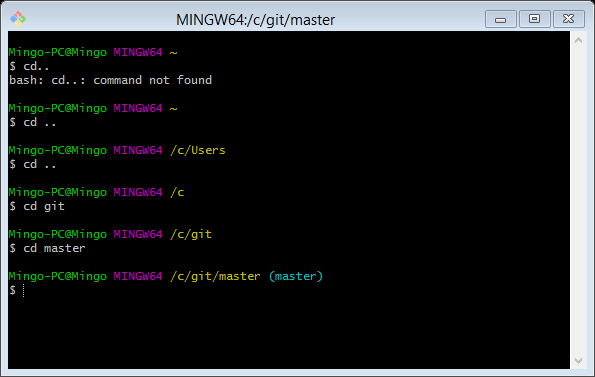 MINGW64:/c/git/master
Mingo-PC@Mingo MINGW64 ~
$ cd..
bash: cd..: command not found
Mingo-PC@Mingo MINGW64 ~
$ cd ..
Mingo-PC@Mingo MINGW64 /c/Users
$ cd ..
Mingo-PC@Mingo MINGW64 /c
$ cd git
Mingo-PC@Mingo MINGW64 /c/git
$ cd master
Mingo-PC@Mingo MINGW64 /c/git/master (master)
$